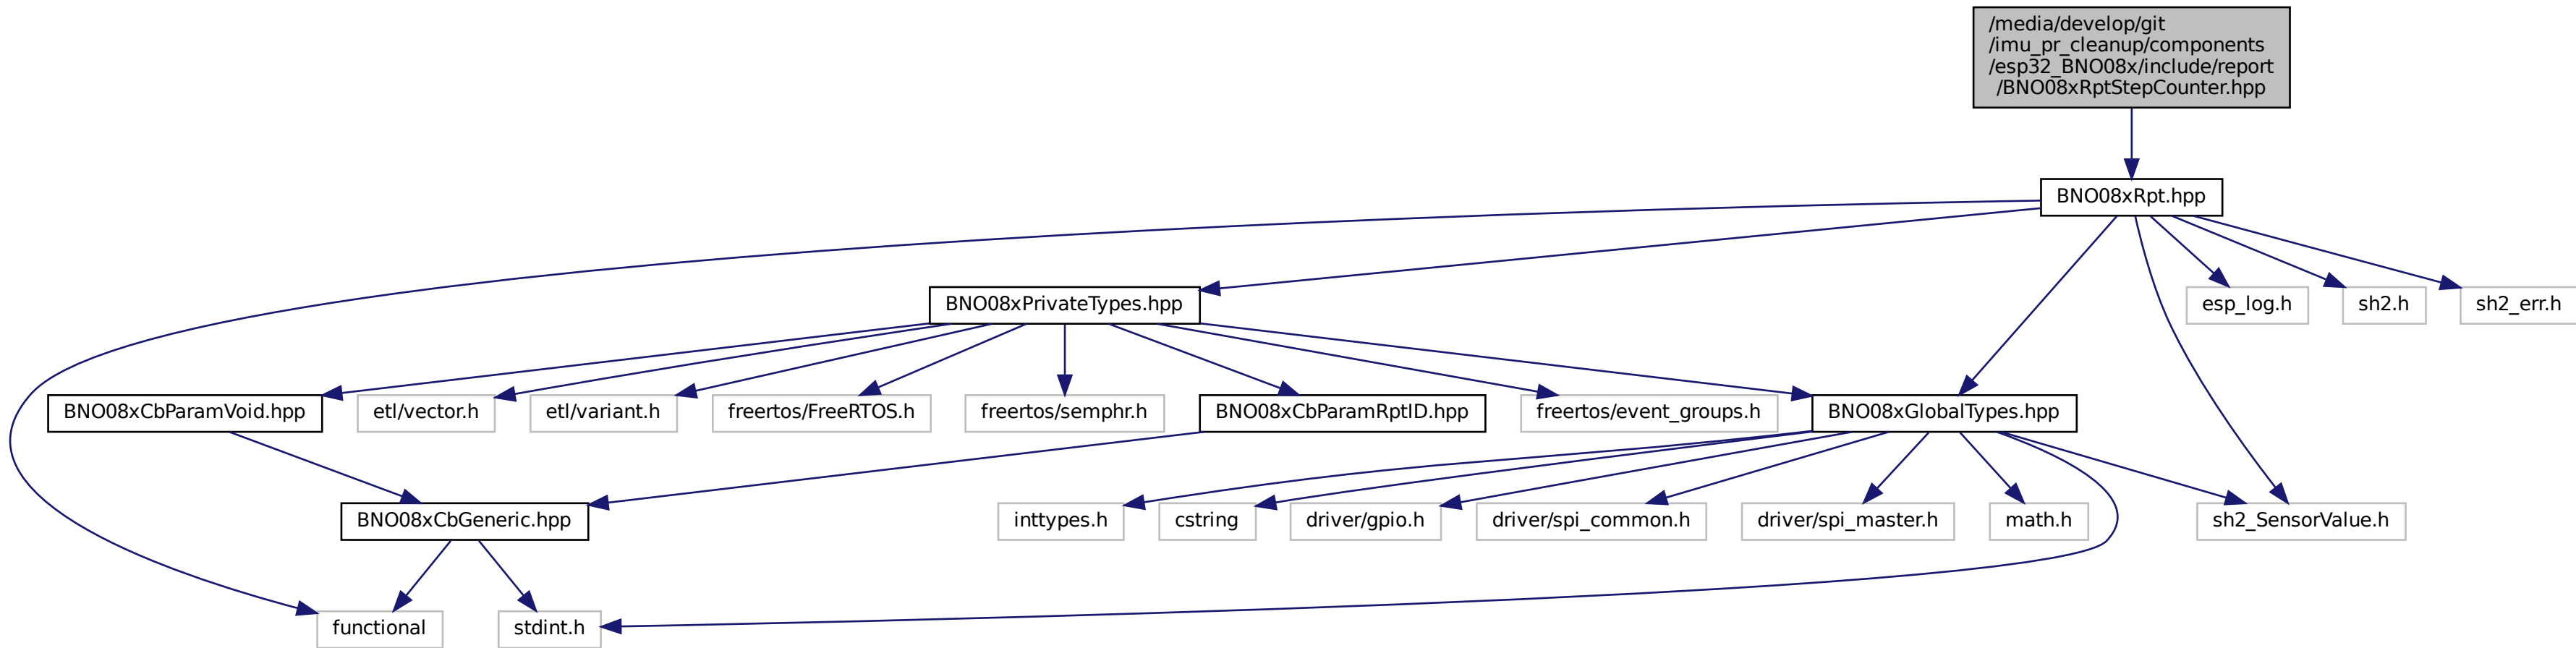 /media/develop/git
/imu_pr_cleanup/components
/esp32_BNO08x/include/report
/BNO08xRptStepCounter.hpp
BNO08xRpt.hpp
BNO08xPrivateTypes.hpp
esp_log.h
sh2.h
sh2_err.h
BNO08xCbParamVoid.hpp
etl/vector.h
etl/variant.h
freertos/FreeRTOS.h
freertos/semphr.h
BNO08xCbParamRptID.hpp
freertos/event_groups.h
BNO08xGlobalTypes.hpp
BNO08xCbGeneric.hpp
inttypes.h
cstring
driver/gpio.h
driver/spi_common.h
driver/spi_master.h
math.h
sh2_SensorValue.h
functional
stdint.h